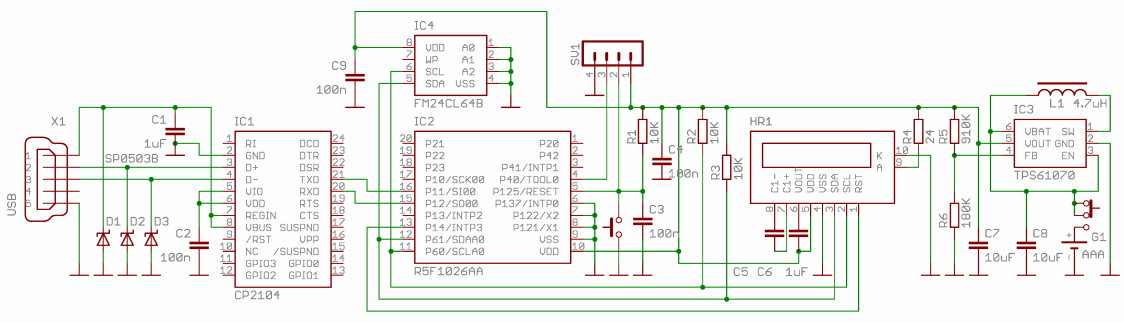 X1
USB
1
2
3
4
5
D1
D2
D3
SP0503B
C1
1uF
C2
100n
IC1
1 RI DCD 24
2 GND DTR 23
3 D+ DSR 22
4 D- TXD 21
5 VIO RXD 20
6 VDD RTS 19
7 REGIN CTS 18
8 VBUS SUSPND 17
9 /RST VPP 16
10 NC /SUSPND 15
11 GPIO3 GPIO0 14
12 GPIO2 GPIO1 13
CP2104
C9
100n
IC4
8 VDD A0 1
7 WP A1 2
6 SCL A2 3
5 SDA VSS 4
FM24CL64B
IC2
20 P21 P20 1
19 P22 P42 2
18 P23 P41/INTP1 3
17 P10/SCK00 P40/TOOL0 4
16 P11/SI00 P125/RESET 5
15 P12/SO00 P137/INTP0 6
14 P13/INTP2 P122/X2 7
13 P14/INTP3 P121/X1 8
12 P61/SDAA0 VSS 9
11 P60/SCLA0 VDD 10
R5F1026AA
SV1
4 3 2 1
R1
10K
C4
100n
C3
100n
R2
10K
R3
10K
HR1
K 10
A 9
C1- C1+ VOUT VDD VSS SDA SCL RST
8 7 6 5 4 3 2 1
C5 C6 1uF
R4
24
R5
910K
R6
180K
C7
10uF
C8
10uF
L1 4.7uH
IC3
6 VBAT SW 1
5 VOUT GND 2
4 FB EN 3
TPS61070
G1
+
-
AAA